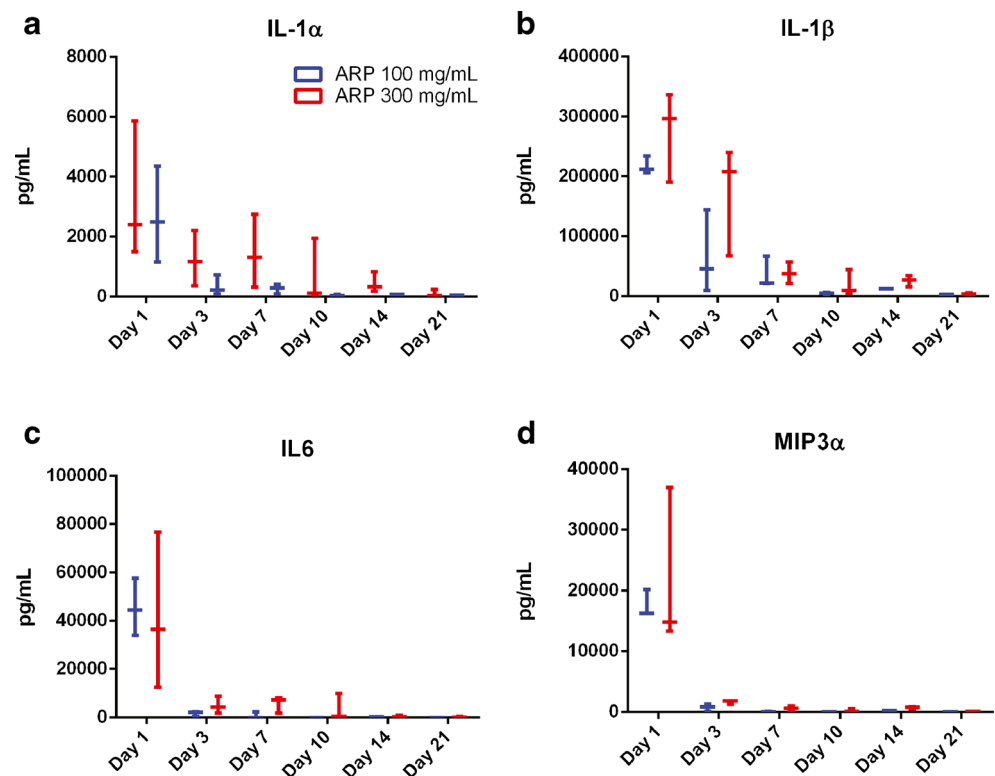 a
IL-1α
8000
6000
4000
2000
0
pg/mL
ARP 100 mg/mL
ARP 300 mg/mL
Day 1
Day 3
Day 7
Day 10
Day 14
Day 21
b
IL-1β
400000
300000
200000
100000
0
pg/mL
Day 1
Day 3
Day 7
Day 10
Day 14
Day 21
c
IL6
100000
80000
60000
40000
20000
0
pg/mL
Day 1
Day 3
Day 7
Day 10
Day 14
Day 21
d
MIP3α
40000
30000
20000
10000
0
pg/mL
Day 1
Day 3
Day 7
Day 10
Day 14
Day 21